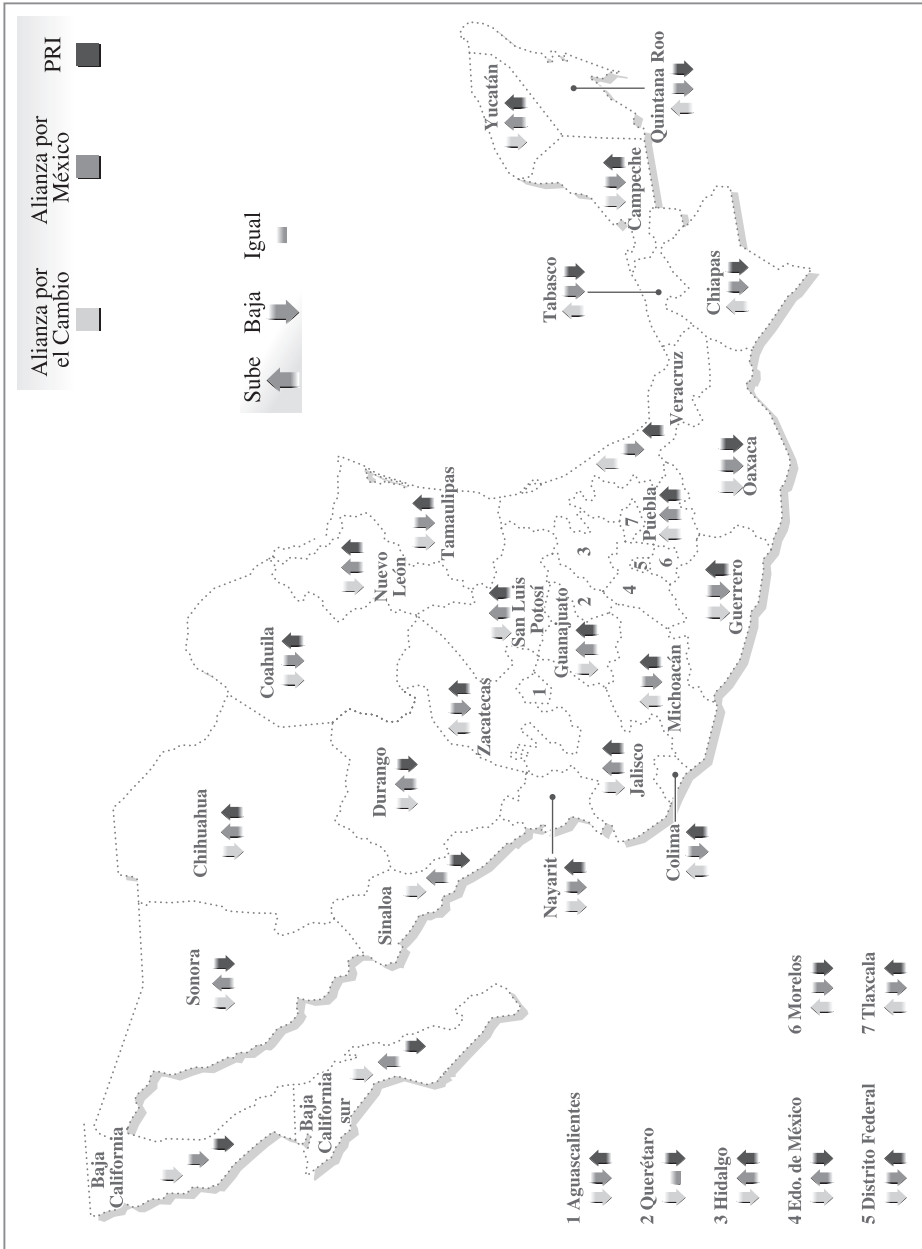 Alianza por
el Cambio
Alianza por
México
PRI
Sube
Baja
Igual
Baja
California
Sonora
Chihuahua
Coahuila
Nuevo
León
Tamaulipas
Baja
California
sur
Sinaloa
Durango
Zacatecas
San Luis
Potosí
Nayarit
Jalisco
Guanajuato
1
2
3
4
5
6
7
Colima
Michoacán
Guerrero
Puebla
Veracruz
Oaxaca
Tabasco
Chiapas
Campeche
Yucatán
Quintana Roo
1 Aguascalientes
2 Querétaro
3 Hidalgo
4 Edo. de México
5 Distrito Federal
6 Morelos
7 Tlaxcala